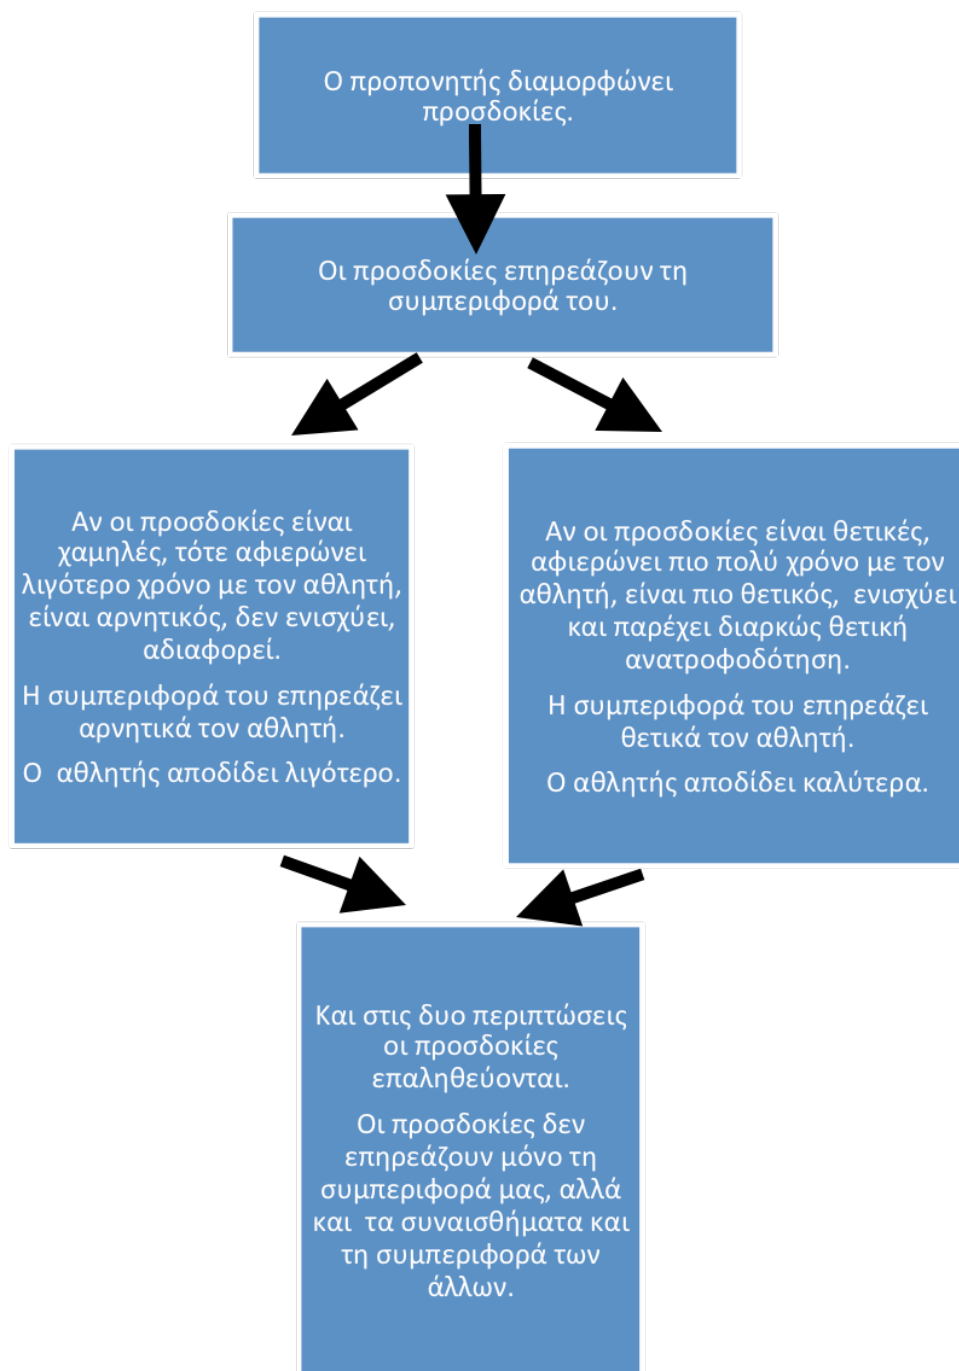 Ο προπονητής διαμορφώνει
προσδοκίες.
Οι προσδοκίες επηρεάζουν τη
συμπεριφορά του.
Αν οι προσδοκίες είναι
χαμηλές, τότε αφιερώνει
λιγότερο χρόνο με τον αθλητή,
είναι αρνητικός, δεν ενισχύει,
αδιαφορεί.
Η συμπεριφορά του επηρεάζει
αρνητικά τον αθλητή.
Ο  αθλητής αποδίδει λιγότερο.
Αν οι προσδοκίες είναι θετικές,
αφιερώνει πιο πολύ χρόνο με τον
αθλητή, είναι πιο θετικός,  ενισχύει
και παρέχει διαρκώς θετική
ανατροφοδότηση.
Η συμπεριφορά του επηρεάζει
θετικά τον αθλητή.
Ο αθλητής αποδίδει καλύτερα.
Και στις δυο περιπτώσεις
οι προσδοκίες
επαληθεύονται.
Οι προσδοκίες δεν
επηρεάζουν μόνο τη
συμπεριφορά μας, αλλά
και  τα συναισθήματα και
τη συμπεριφορά των
άλλων.